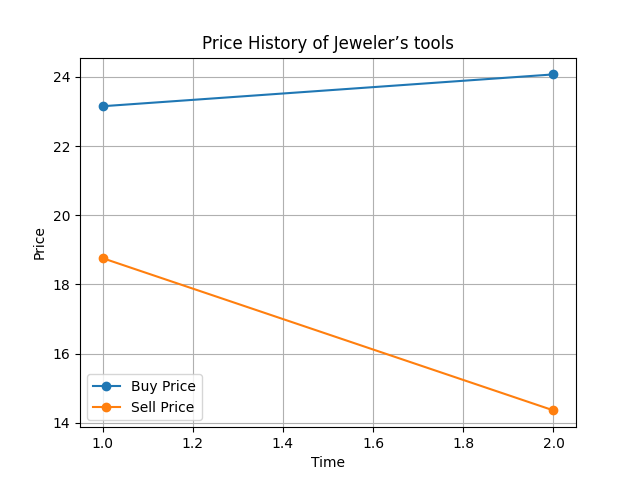 Price History of Jeweler’s tools
24
22
20
18
16
14
Price
Buy Price
Sell Price
1.0 1.2 1.4 1.6 1.8 2.0
Time